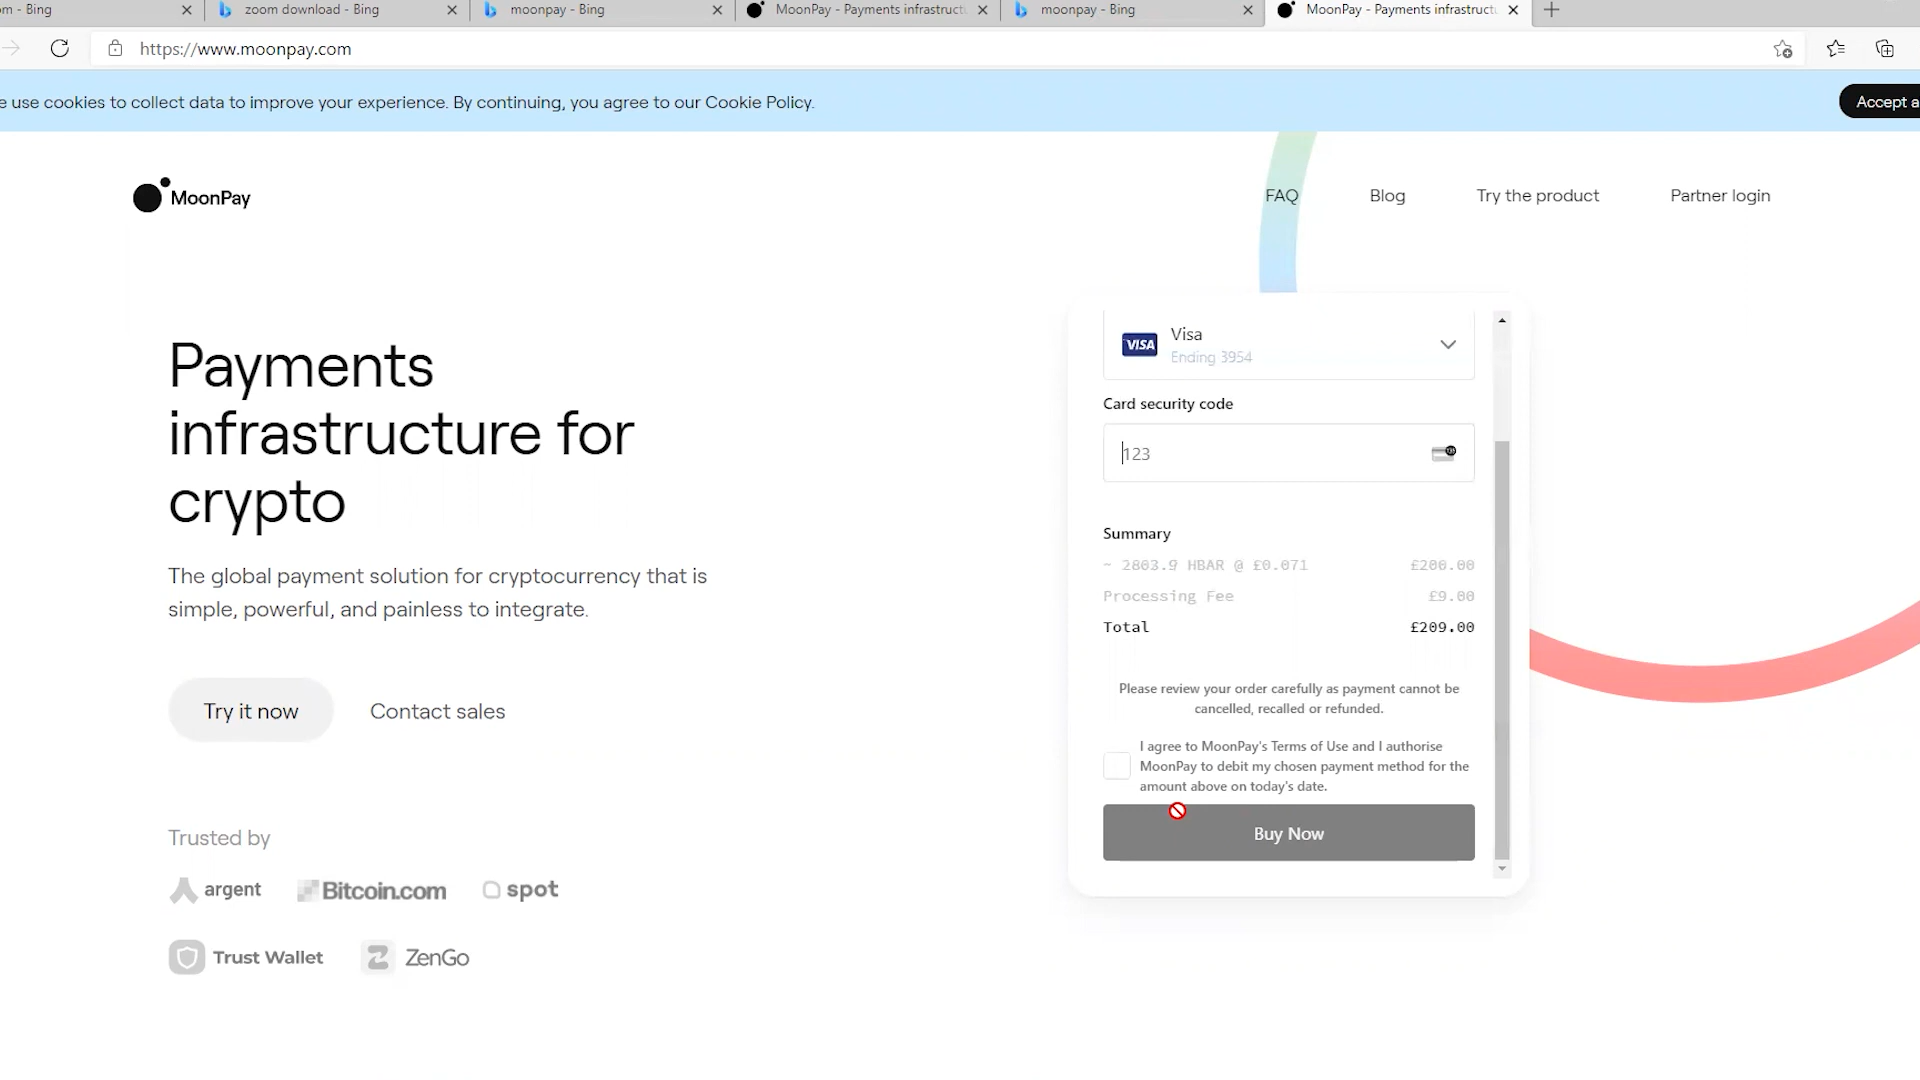 m - Bing
zoom download - Bing
moonpay - Bing
MoonPay - Payments infrastruct
moonpay - Bing
MoonPay - Payments infrastruct
https://www.moonpay.com
e use cookies to collect data to improve your experience. By continuing, you agree to our Cookie Policy.
Accept a
MoonPay
FAQ
Blog
Try the product
Partner login
Payments
infrastructure for
crypto
The global payment solution for cryptocurrency that is
simple, powerful, and painless to integrate.
Try it now
Contact sales
Trusted by
argent
Bitcoin.com
spot
Trust Wallet
ZenGo
VISA
Visa
Ending 3954
Card security code
123
Summary
~ 2803.9 HBAR @ £0.071 £200.00
Processing Fee £9.00
Total £209.00
Please review your order carefully as payment cannot be
cancelled, recalled or refunded.
I agree to MoonPay's Terms of Use and I authorise
MoonPay to debit my chosen payment method for the
amount above on today's date.
Buy Now